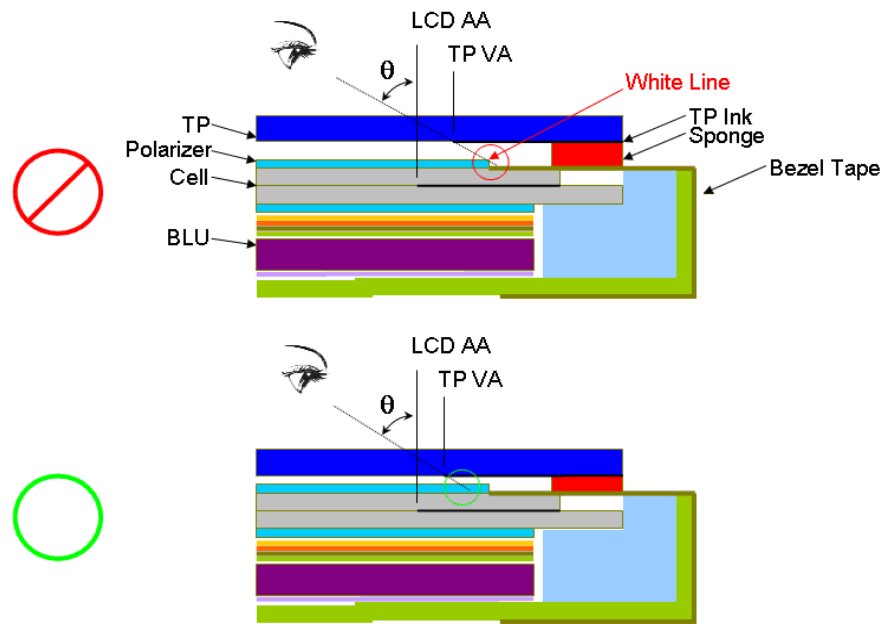 LCD AA
TP VA
θ
White Line
TP
TP Ink
Sponge
Polarizer
Bezel Tape
Cell
BLU
LCD AA
TP VA
θ